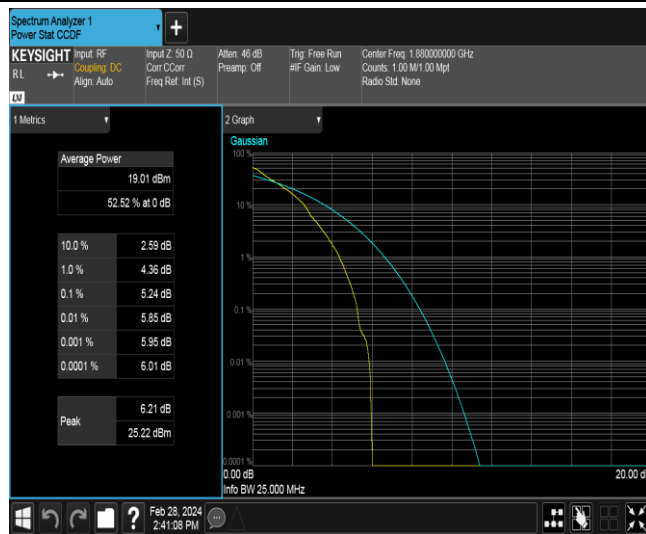 Spectrum Analyzer 1
Power Stat CCDF
+
KEYSIGHT
RL
LXI
Input: RF
Coupling: DC
Align: Auto
Input Z: 50 Ω
Corr CCorr
Freq Ref: Int (S)
Atten: 46 dB
Preamp: Off
Trig: Free Run
#IF Gain: Low
Center Freq: 1.880000000 GHz
Counts: 1.00 M/1.00 Mpt
Radio Std: None
1 Metrics
Average Power
19.01 dBm
52.52 % at 0 dB
10.0 % 2.59 dB
1.0 % 4.36 dB
0.1 % 5.24 dB
0.01 % 5.85 dB
0.001 % 5.95 dB
0.0001 % 6.01 dB
Peak
6.21 dB
25.22 dBm
2 Graph
Gaussian
100 %
10 %
1 %
0.1 %
0.01 %
0.001 %
0.0001 %
0.00 dB
20.00 d
Info BW 25.000 MHz
?
Feb 28, 2024
2:41:08 PM